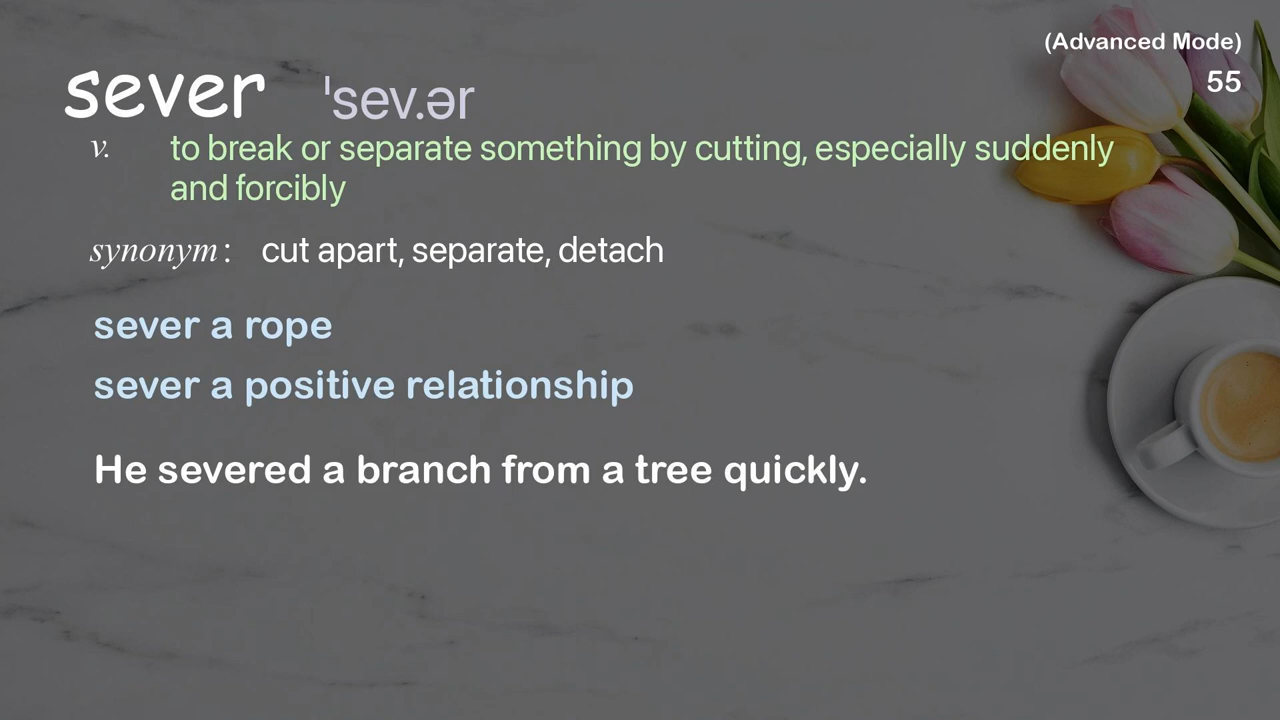 (Advanced Mode)
55
sever ˈsev.ər
v. to break or separate something by cutting, especially suddenly
and forcibly
synonym: cut apart, separate, detach
sever a rope
sever a positive relationship
He severed a branch from a tree quickly.